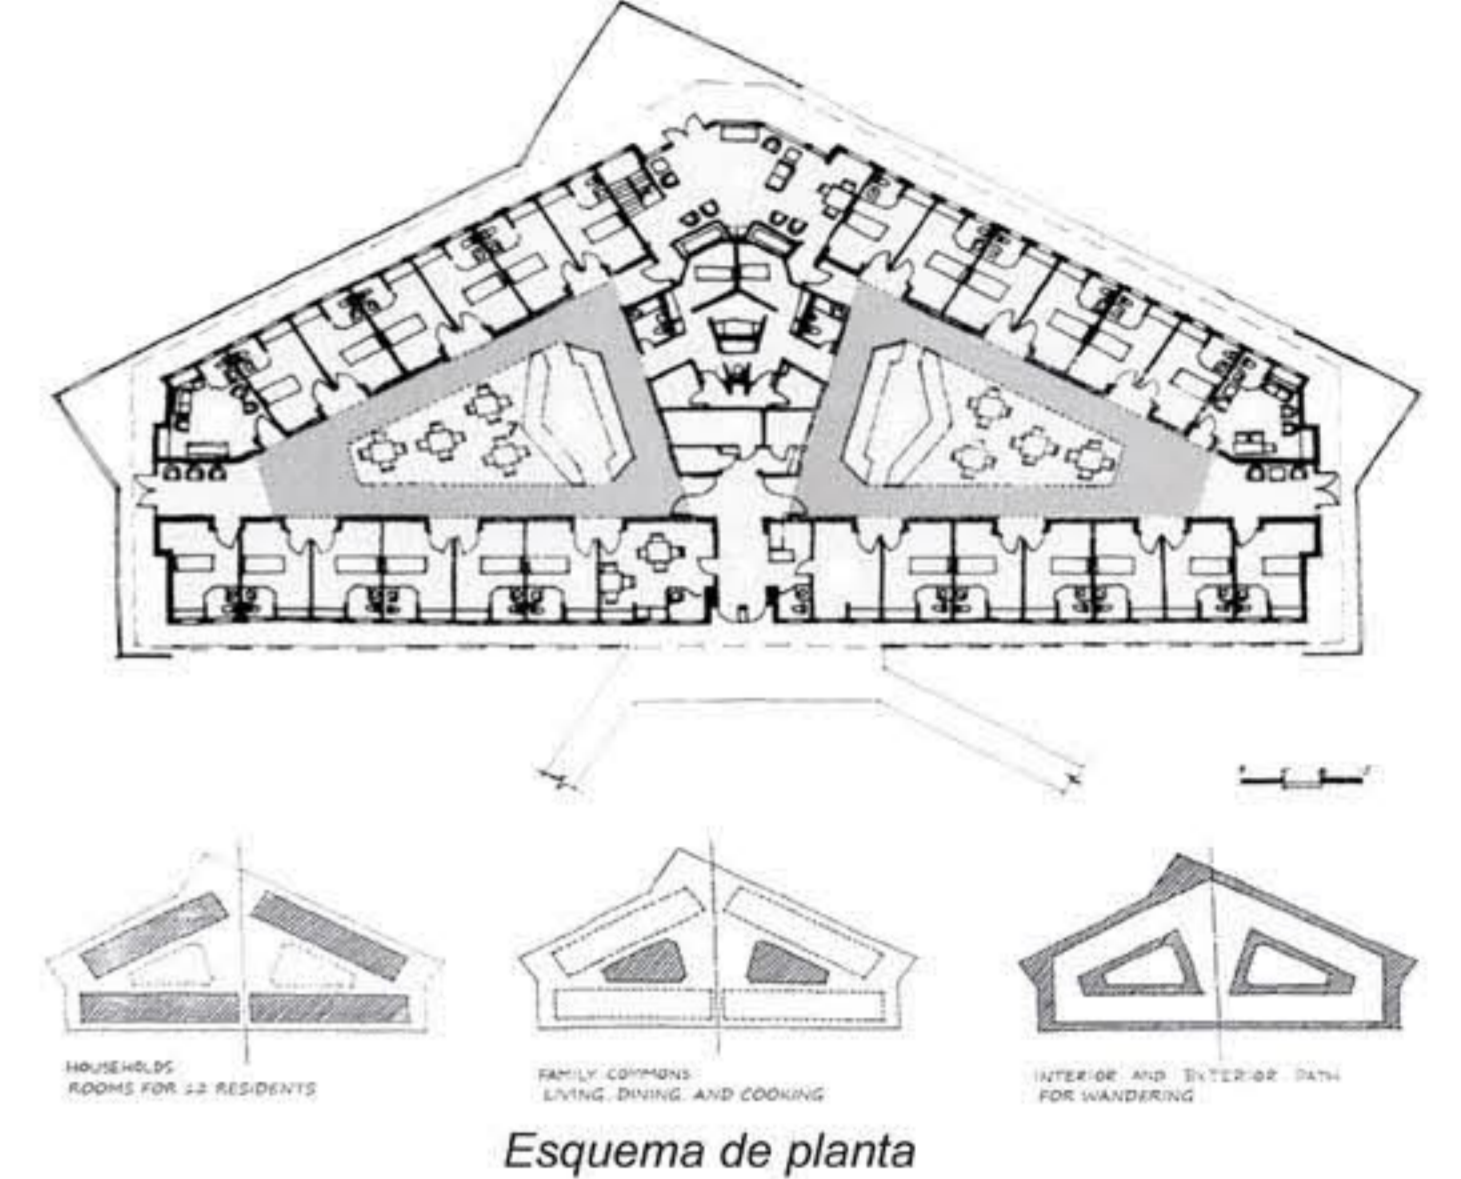 HOUSEHOLDS
ROOMS FOR 12 RESIDENTS
FAMILY COMMONS
LIVING, DINING, AND COOKING
INTERIOR AND EXTERIOR PATH
FOR WANDERING
Esquema de planta